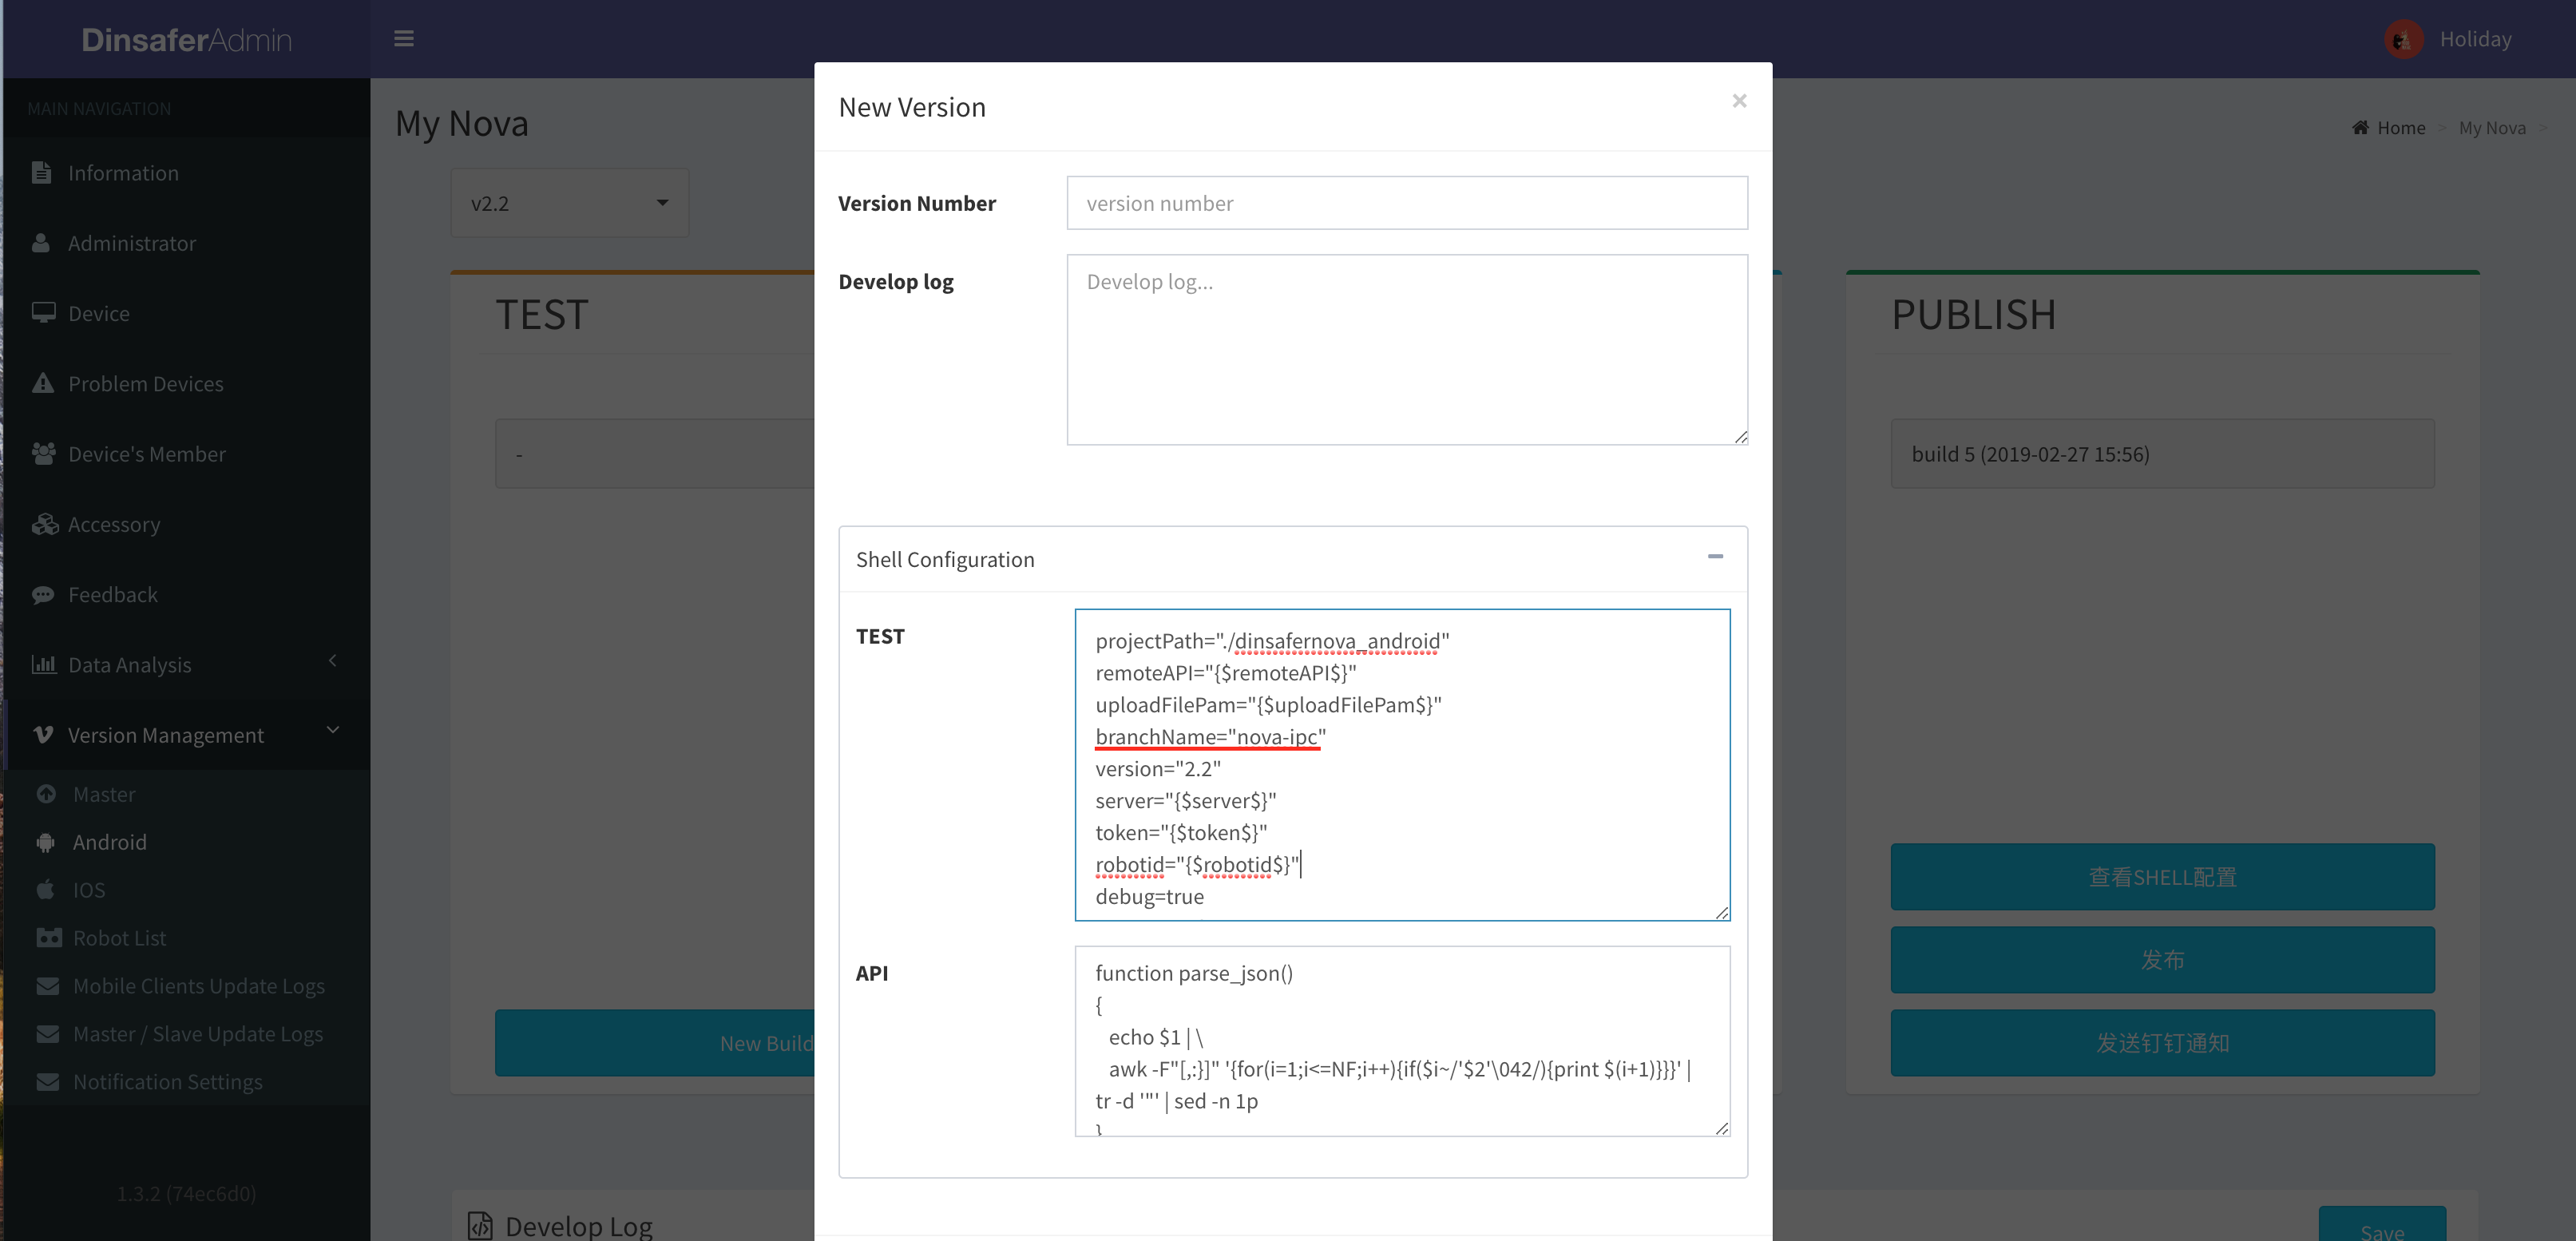 DinsaferAdmin
Holiday
MAIN NAVIGATION
Information
Administrator
Device
Problem Devices
Device's Member
Accessory
Feedback
Data Analysis
Version Management
Master
Android
IOS
Robot List
Mobile Clients Update Logs
Master / Slave Update Logs
Notification Settings
1.3.2 (74ec6d0)
My Nova
Home > My Nova >
v2.2
TEST
-
New Build
New Version
×
Version Number
version number
Develop log
Develop log...
Shell Configuration
TEST
projectPath="./dinsafernova_android"
remoteAPI="{$remoteAPI$}"
uploadFilePam="{$uploadFilePam$}"
branchName="nova-ipc"
version="2.2"
server="{$server$}"
token="{$token$}"
robotid="{$robotid$}"
debug=true
API
function parse_json()
{
echo $1 | \
awk -F"[,:}]" '{for(i=1;i<=NF;i++){if($i~/'$2'\042/){print $(i+1)}}}' |
tr -d '"' | sed -n 1p
}
PUBLISH
build 5 (2019-02-27 15:56)
查看SHELL配置
发布
发送钉钉通知
Develop Log
Save